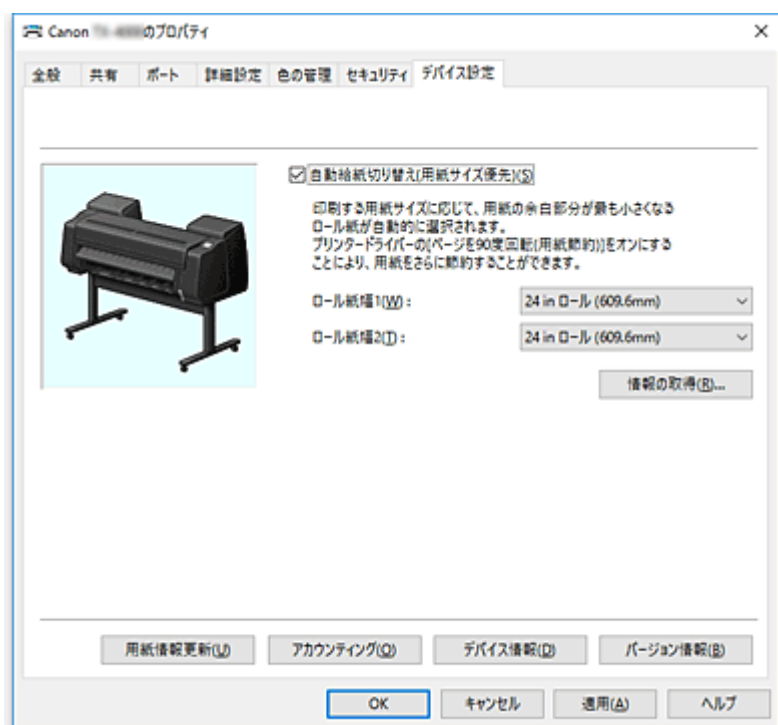 Canon のプロパティ
全般 共有 ポート 詳細設定 色の管理 セキュリティ デバイス設定
自動給紙切り替え(用紙サイズ優先)(S)
印刷する用紙サイズに応じて、用紙の余白部分が最も小さくなる
ロール紙が自動的に選択されます。
プリンタードライバーの[ページを90度回転(用紙節約)]をオンにする
ことにより、用紙をさらに節約することができます。
ロール紙幅1(W) : 24 in ロール (609.6mm)
ロール紙幅2(T) : 24 in ロール (609.6mm)
情報の取得(R)...
用紙情報更新(U) アカウンティング(O) デバイス情報(D) バージョン情報(B)
OK キャンセル 適用(A) ヘルプ